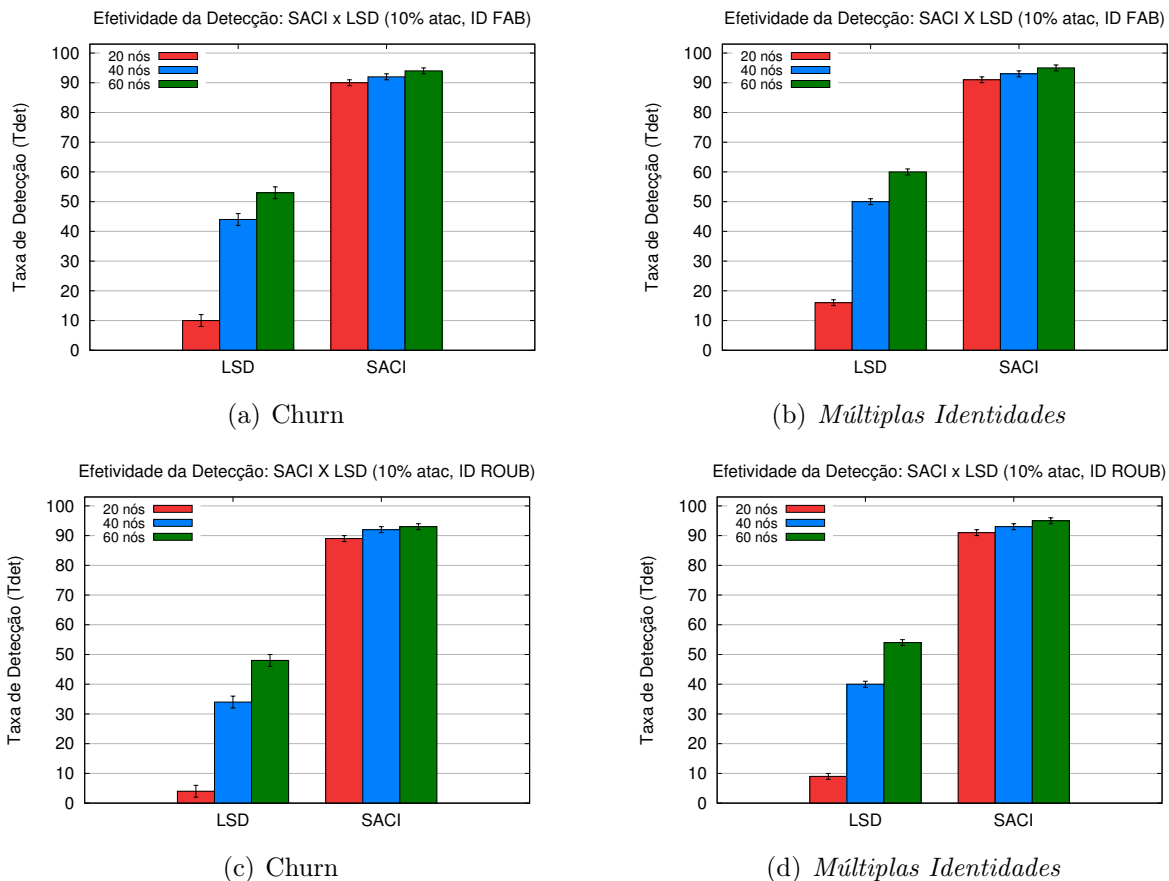 Efetividade da Detecção: SACI x LSD (10% atac, ID FAB)
Taxa de Detecção (Tdet)
100
90
80
70
60
50
40
30
20
10
0
20 nós
40 nós
60 nós
LSD
SACI
(a) Churn
Efetividade da Detecção: SACI X LSD (10% atac, ID FAB)
Taxa de Detecção (Tdet)
100
90
80
70
60
50
40
30
20
10
0
20 nós
40 nós
60 nós
LSD
SACI
(b) Múltiplas Identidades
Efetividade da Detecção: SACI X LSD (10% atac, ID ROUB)
Taxa de Detecção (Tdet)
100
90
80
70
60
50
40
30
20
10
0
20 nós
40 nós
60 nós
LSD
SACI
(c) Churn
Efetividade da Detecção: SACI x LSD (10% atac, ID ROUB)
Taxa de Detecção (Tdet)
100
90
80
70
60
50
40
30
20
10
0
20 nós
40 nós
60 nós
LSD
SACI
(d) Múltiplas Identidades